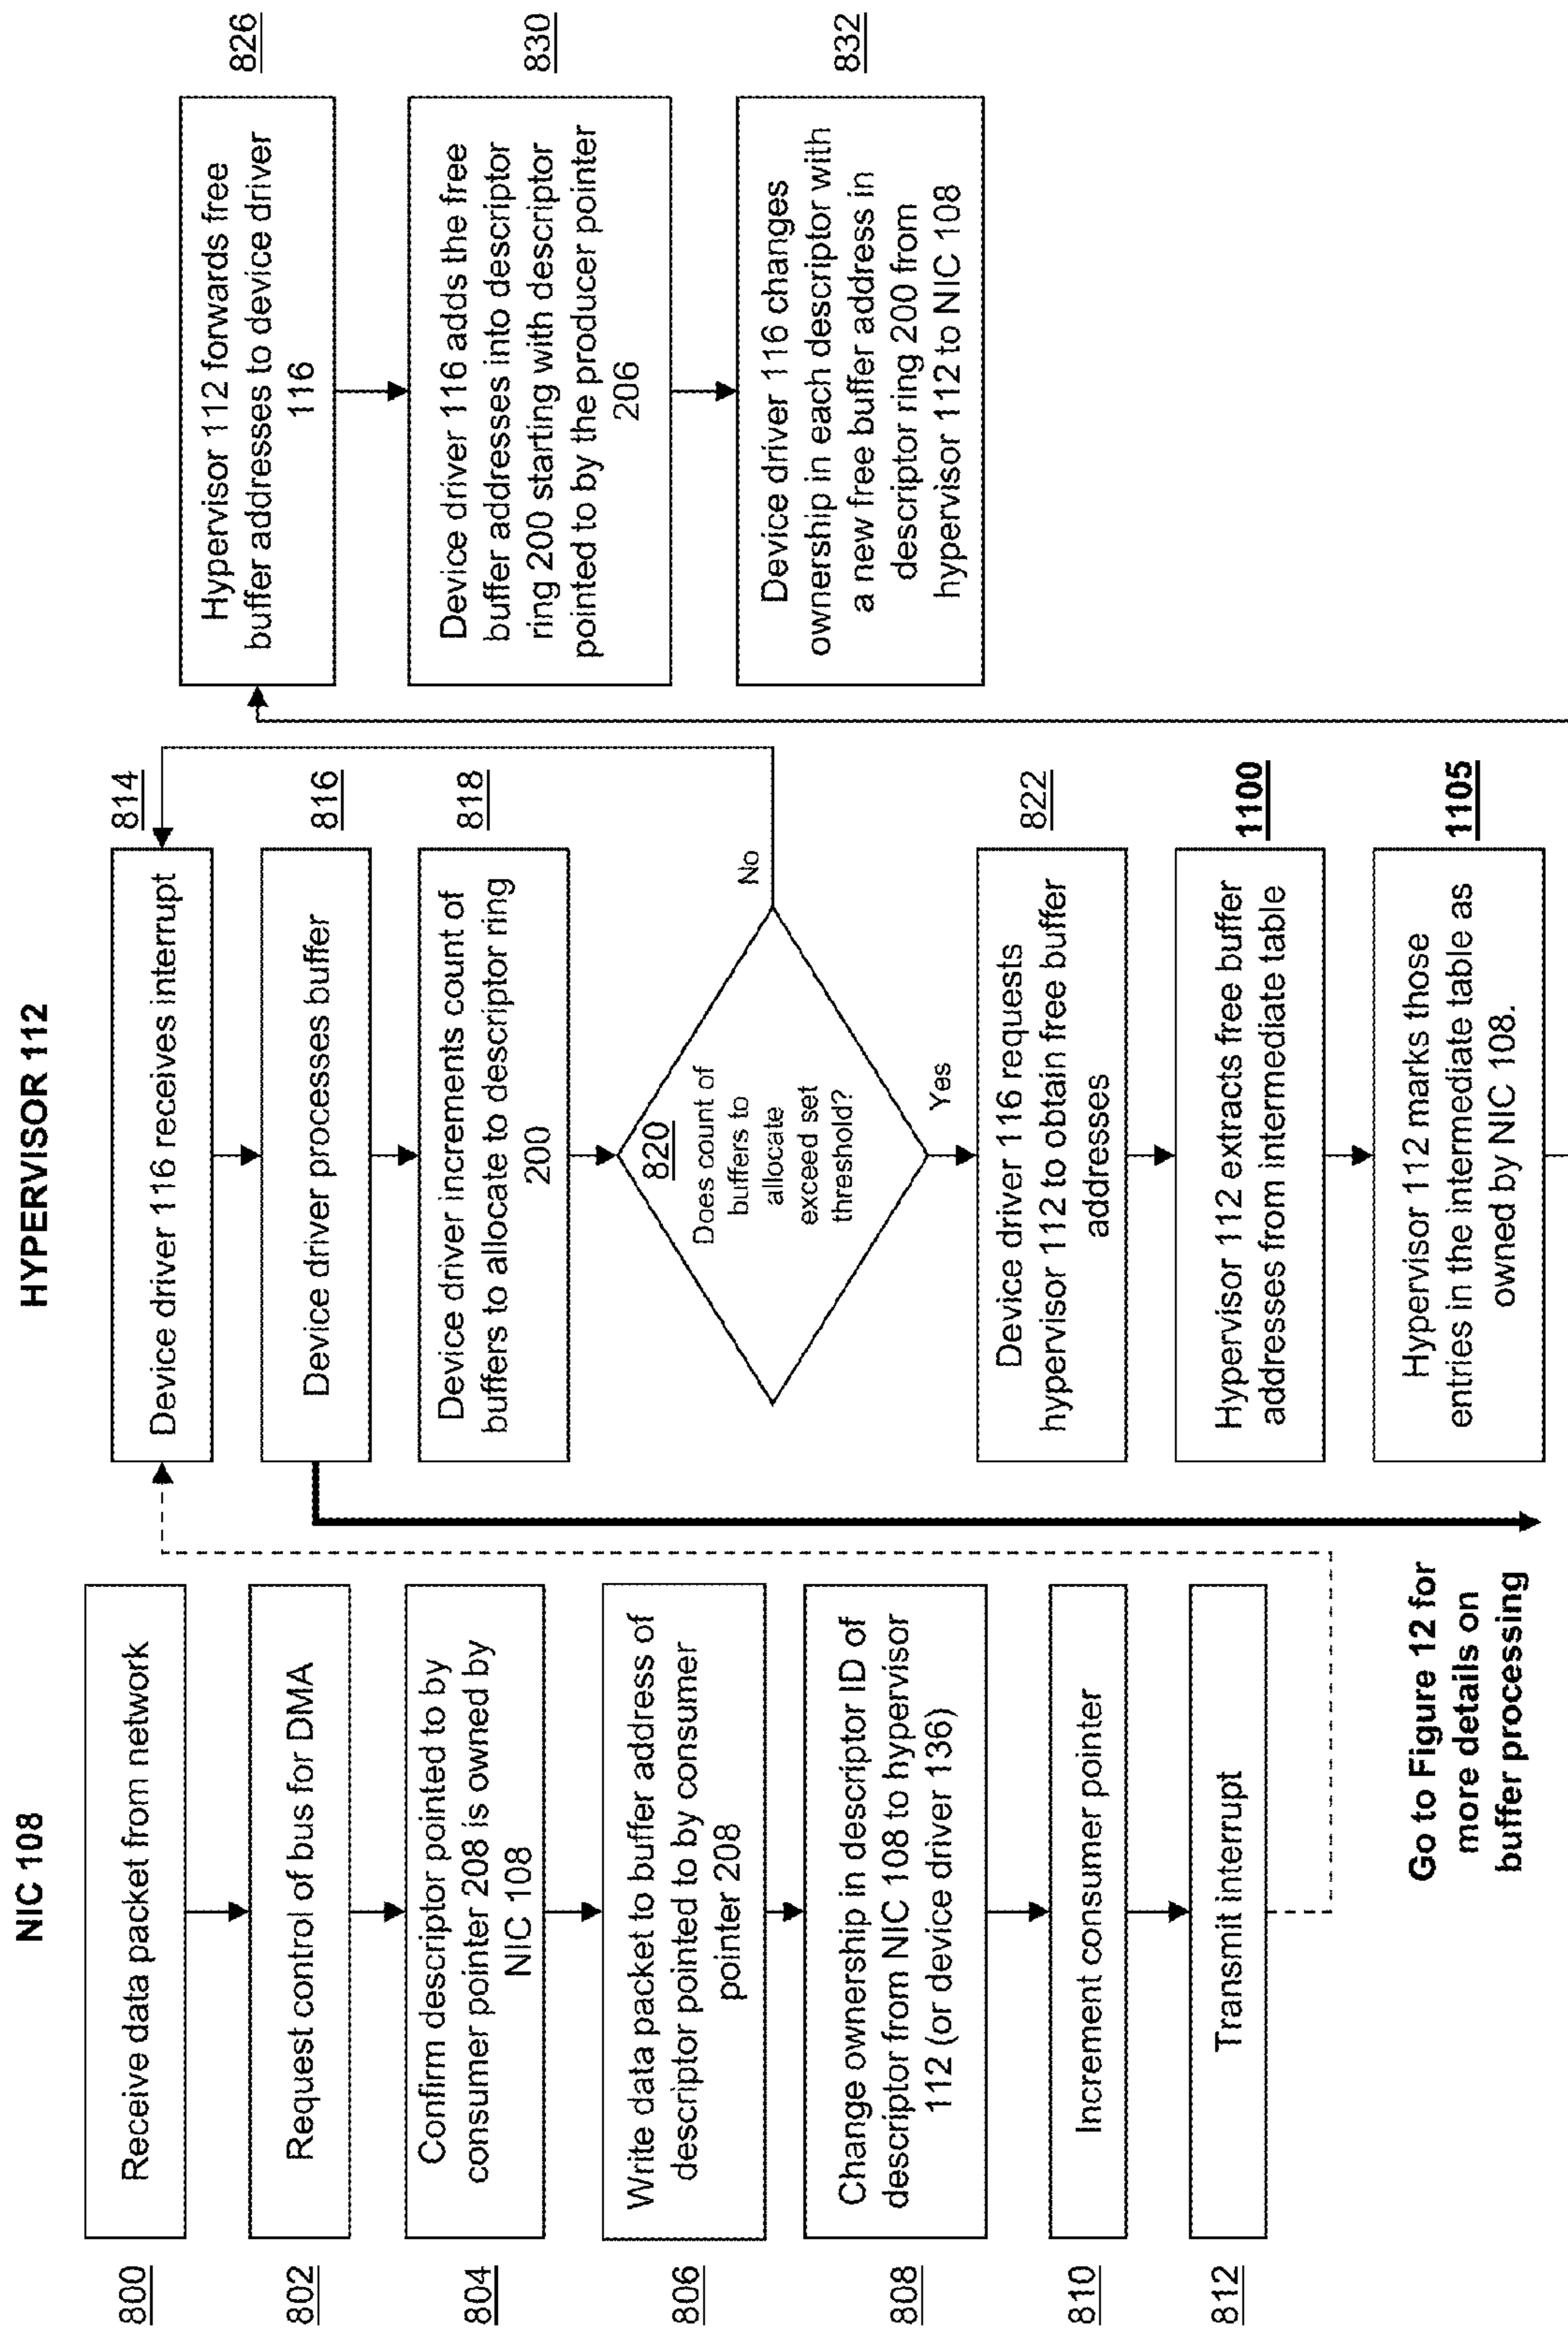 NIC 108
800
Receive data packet from network
802
Request control of bus for DMA
804
Confirm descriptor pointed to by
consumer pointer 208 is owned by
NIC 108
806
Write data packet to buffer address of
descriptor pointed to by consumer
pointer 208
808
Change ownership in descriptor ID of
descriptor from NIC 108 to hypervisor
112 (or device driver 136)
810
Increment consumer pointer
812
Transmit interrupt
Go to Figure 12 for
more details on
buffer processing
HYPERVISOR 112
814
Device driver 116 receives interrupt
816
Device driver processes buffer
818
Device driver increments count of
buffers to allocate to descriptor ring
200
820
Does count of
buffers to
allocate
exceed set
threshold?
No
Yes
822
Device driver 116 requests
hypervisor 112 to obtain free buffer
addresses
1100
Hypervisor 112 extracts free buffer
addresses from intermediate table
1105
Hypervisor 112 marks those
entries in the intermediate table as
owned by NIC 108.
826
Hypervisor 112 forwards free
buffer addresses to device driver
116
830
Device driver 116 adds the free
buffer addresses into descriptor
ring 200 starting with descriptor
pointed to by the producer pointer
206
832
Device driver 116 changes
ownership in each descriptor with
a new free buffer address in
descriptor ring 200 from
hypervisor 112 to NIC 108